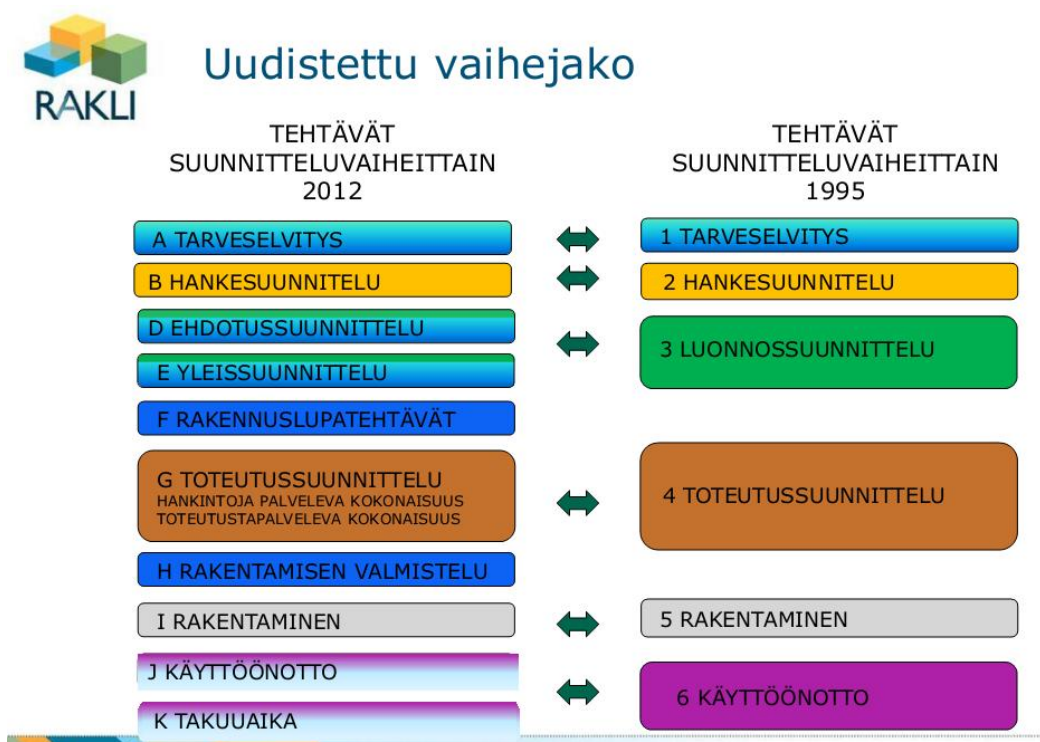 RAKLI
Uudistettu vaihejako
TEHTÄVÄT
SUUNNITTELUVAIHEITTAIN
2012
A TARVESELVITYS
B HANKESUUNNITELU
D EHDOTUSSUUNNITTELU
E YLEISSUUNNITTELU
F RAKENNUSLUPATEHTÄVÄT
G TOTEUTUSSUUNNITTELU
HANKINTOJA PALVELEVA KOKONAISUUS
TOTEUTUSTAPALVELEVA KOKONAISUUS
H RAKENTAMISEN VALMISTELU
I RAKENTAMINEN
J KÄYTTÖÖNOTTO
K TAKUUAIKA
TEHTÄVÄT
SUUNNITTELUVAIHEITTAIN
1995
1 TARVESELVITYS
2 HANKESUUNNITELU
3 LUONNOSSUUNNITTELU
4 TOTEUTUSSUUNNITTELU
5 RAKENTAMINEN
6 KÄYTTÖÖNOTTO